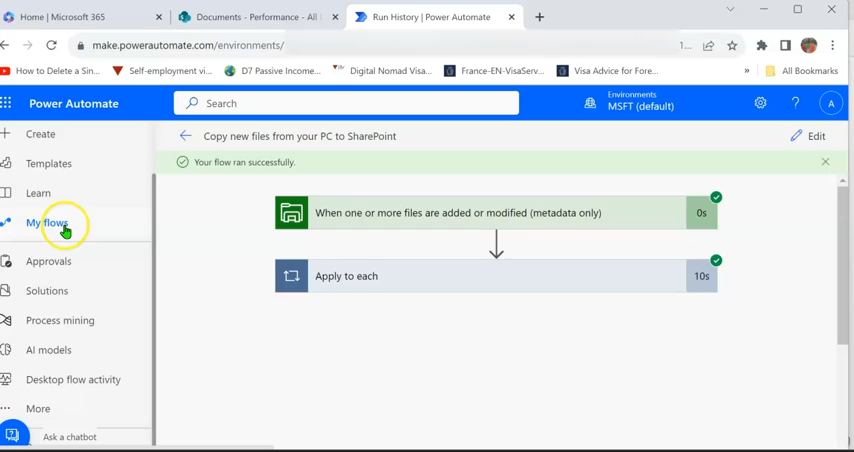 Home | Microsoft 365
Documents - Performance - All
Run History | Power Automate
make.powerautomate.com/environments/
1...
How to Delete a Sin...
Self-employment vi...
D7 Passive Income...
Digital Nomad Visa...
France-EN-VisaServ...
Visa Advice for Fore...
»
All Bookmarks
Power Automate
Search
Environments
MSFT (default)
?
A
Create
Templates
Learn
My flows
Approvals
Solutions
Process mining
AI models
Desktop flow activity
More
Ask a chatbot
Copy new files from your PC to SharePoint
Edit
Your flow ran successfully.
When one or more files are added or modified (metadata only)
0s
Apply to each
10s